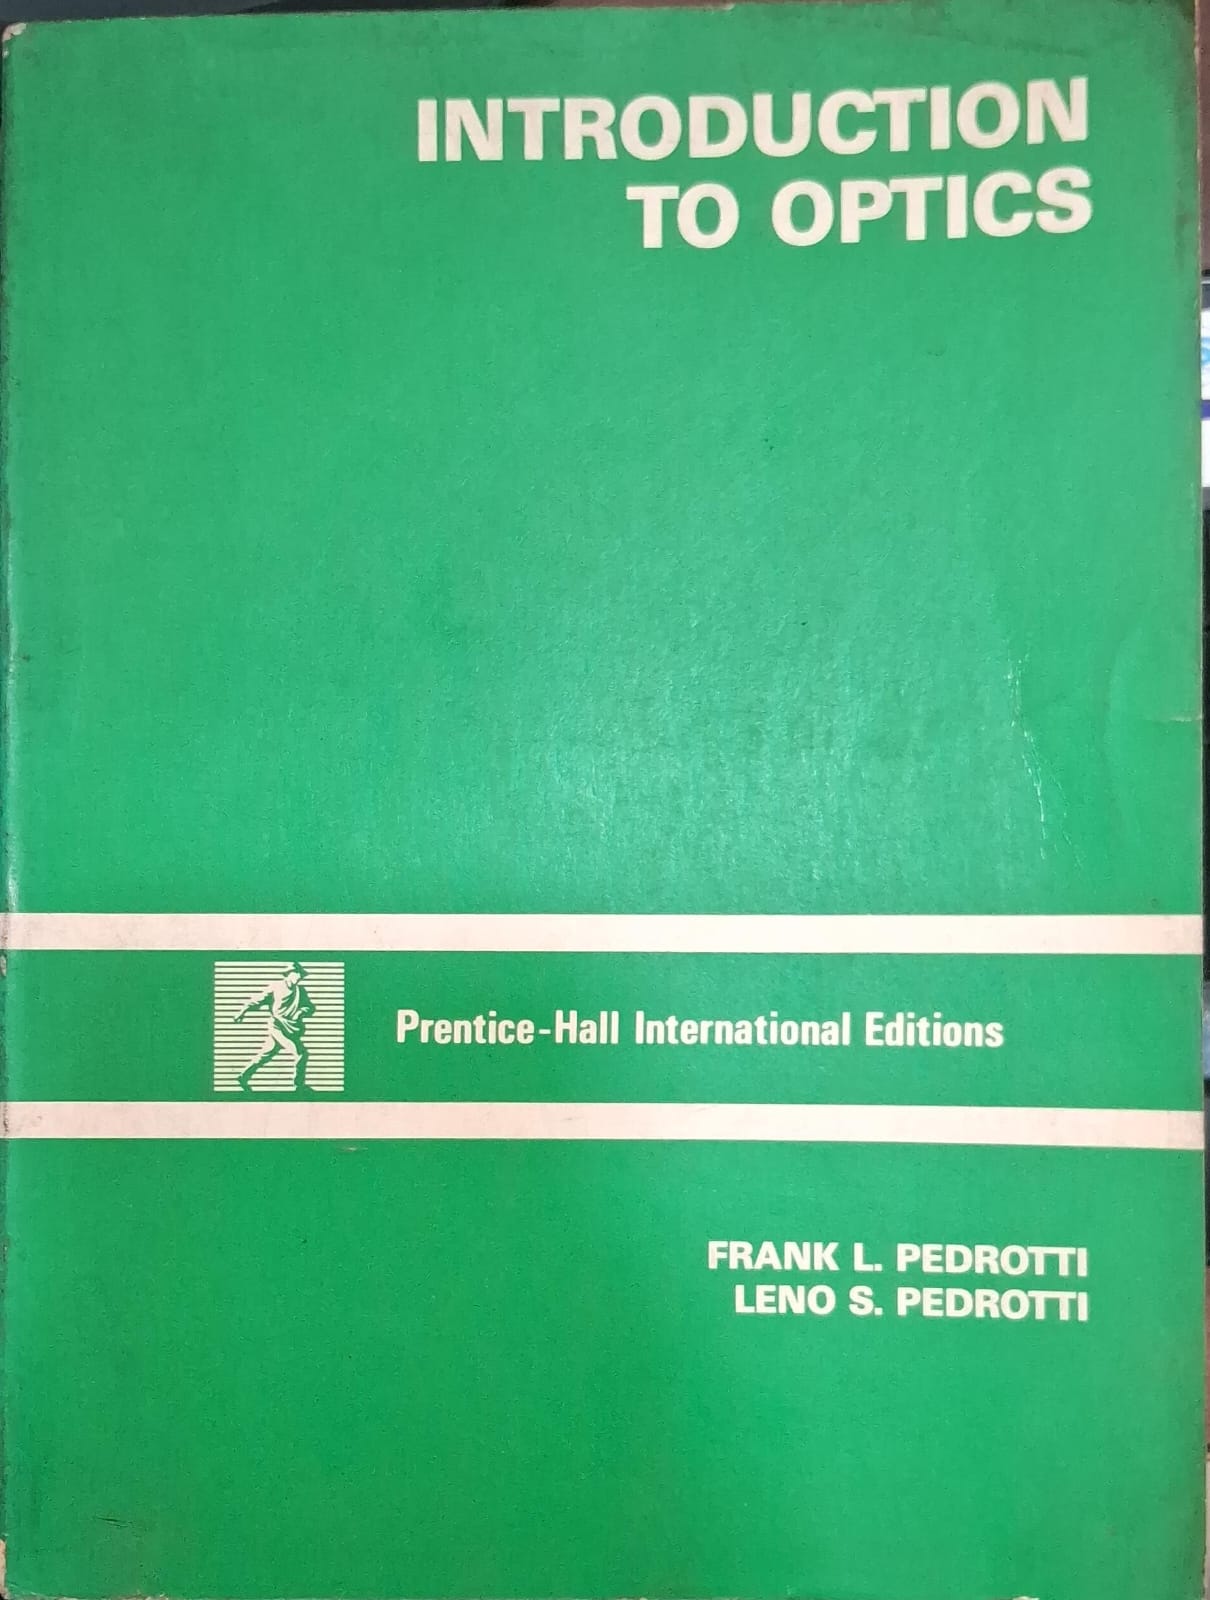 INTRODUCTION
TO OPTICS
Prentice-Hall International Editions
FRANK L. PEDROTTI
LENO S. PEDROTTI